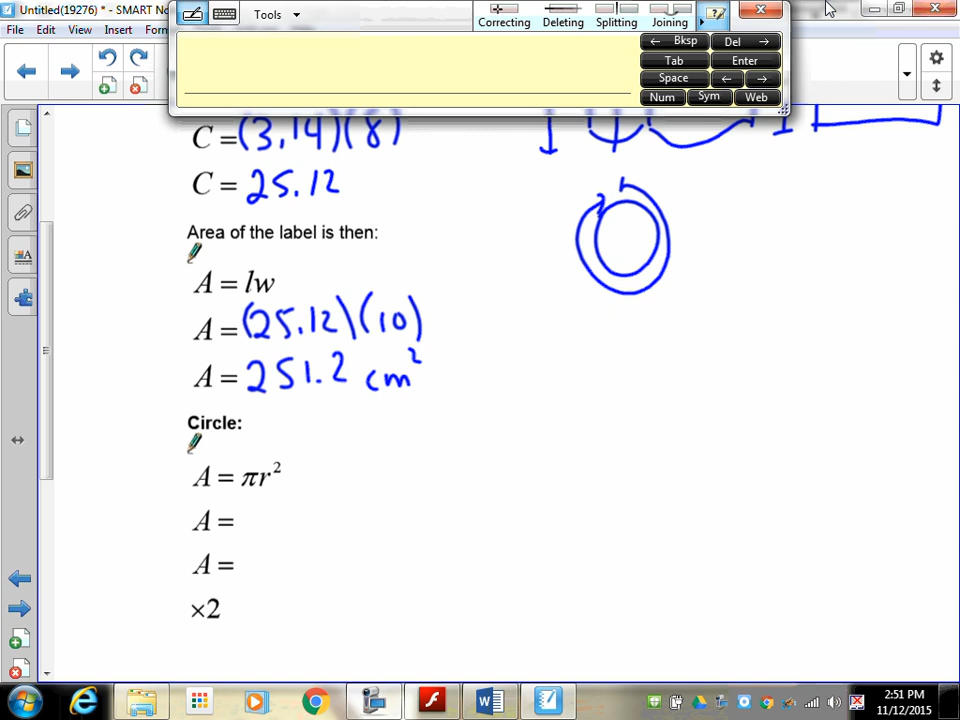 Untitled(19276) * - SMART No
Tools
Correcting Deleting Splitting Joining
File Edit View Insert Form
← Bksp Del →
Tab Enter
Space ← →
Num Sym Web
C =(3.14)(8)
C = 25.12
Area of the label is then:
A = lw
A = (25.12)(10)
A = 251.2 cm²
Circle:
A = πr²
A =
A =
×2
2:51 PM
11/12/2015